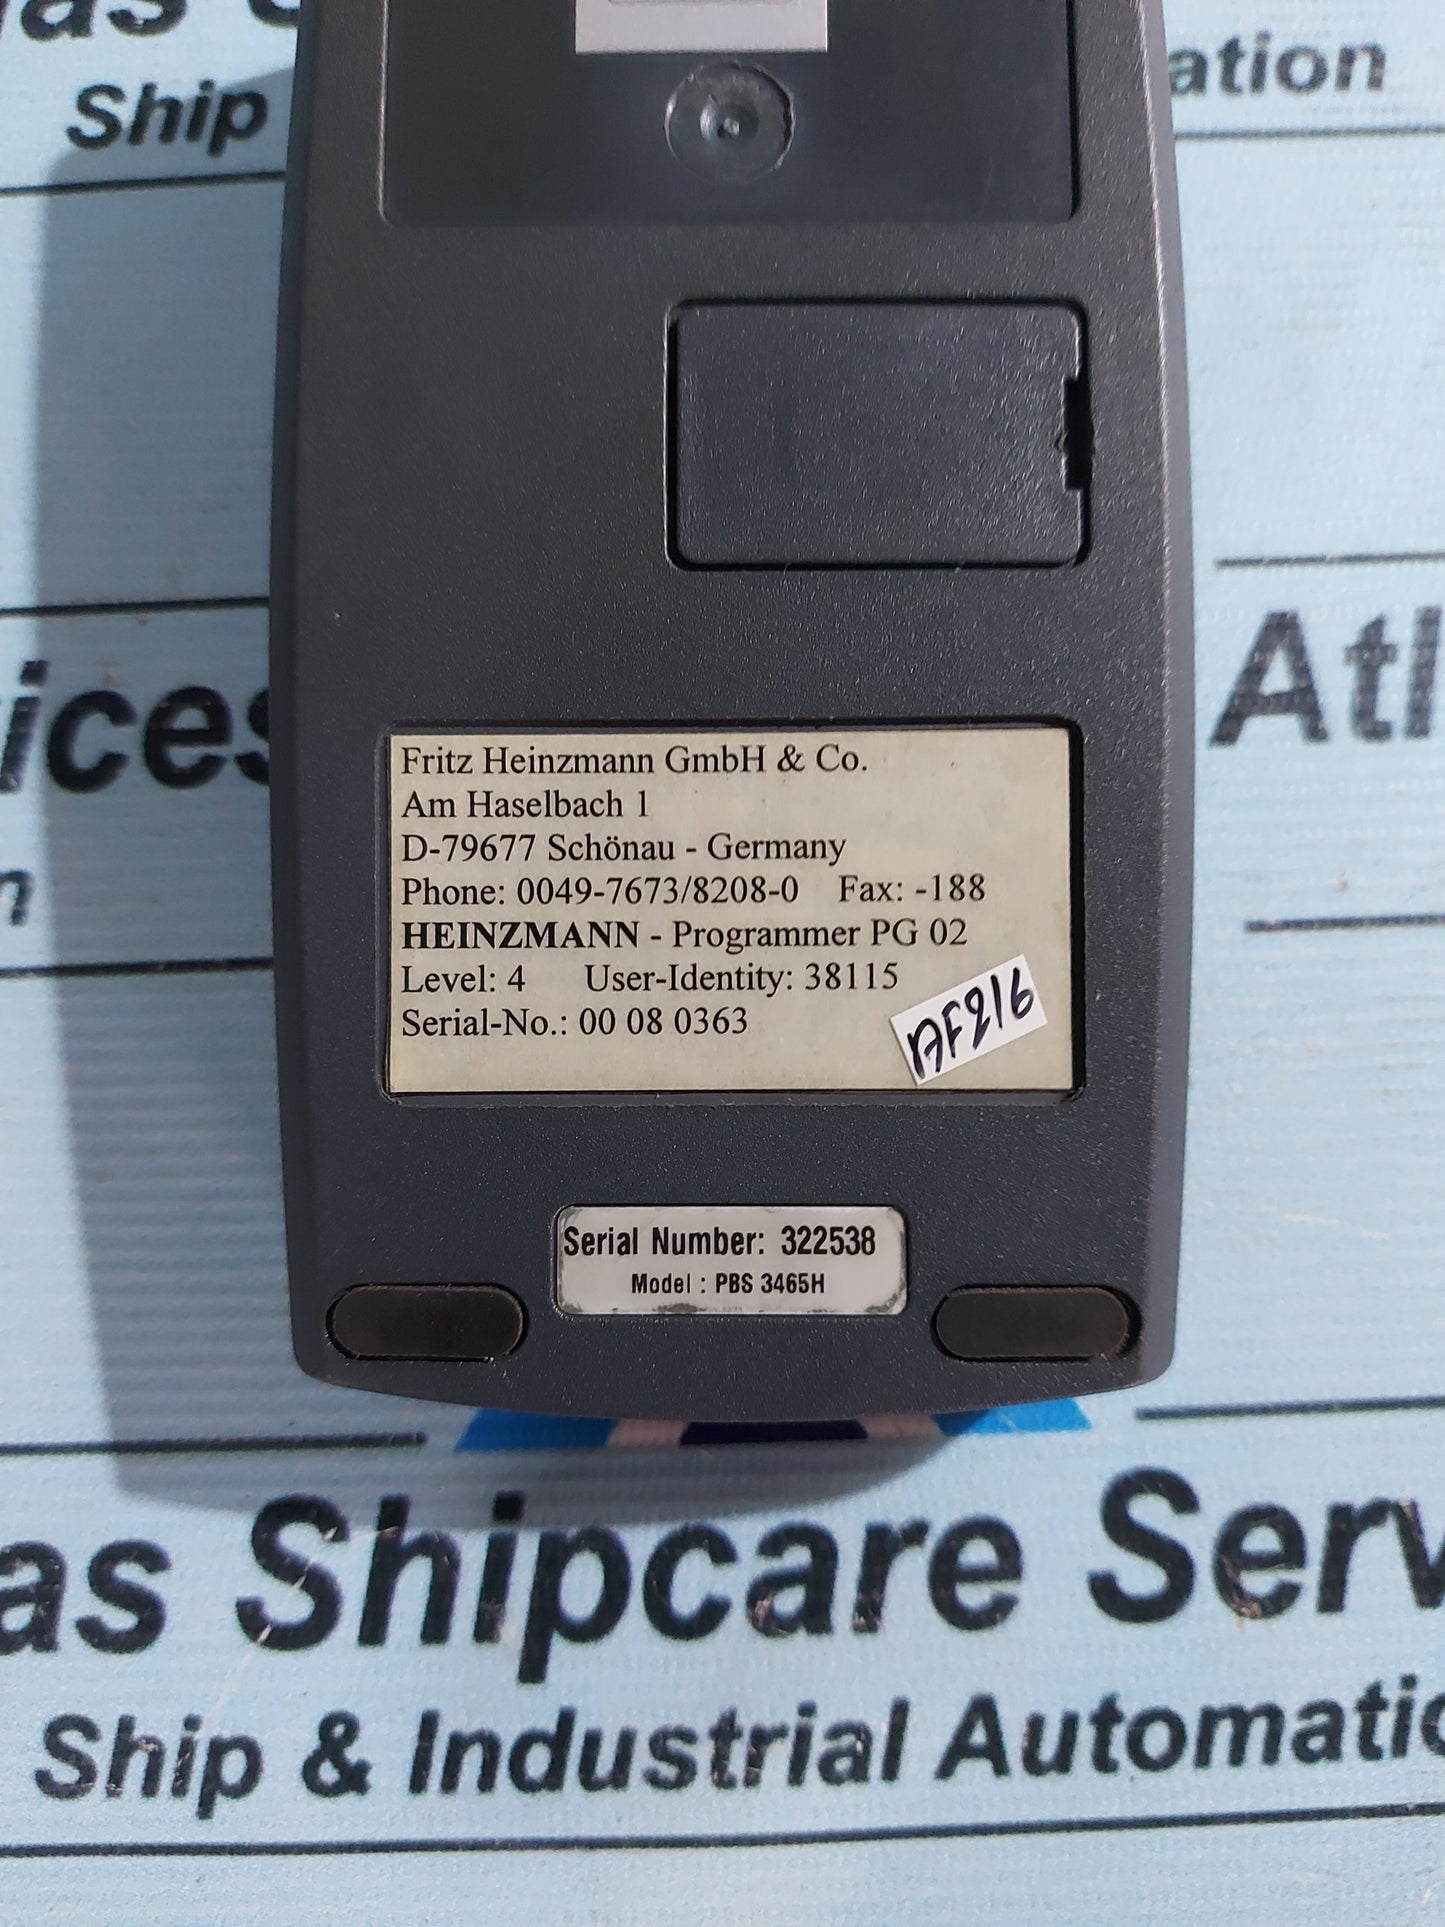 Ship
ation
ices
Atl
Fritz Heinzmann GmbH & Co.
Am Haselbach 1
D-79677 Schönau - Germany
Phone: 0049-7673/8208-0 Fax: -188
HEINZMANN - Programmer PG 02
Level: 4 User-Identity: 38115
Serial-No.: 00 08 0363
AF216
Serial Number: 322538
Model : PBS 3465H
as Shipcare Serv
Ship & Industrial Automatic